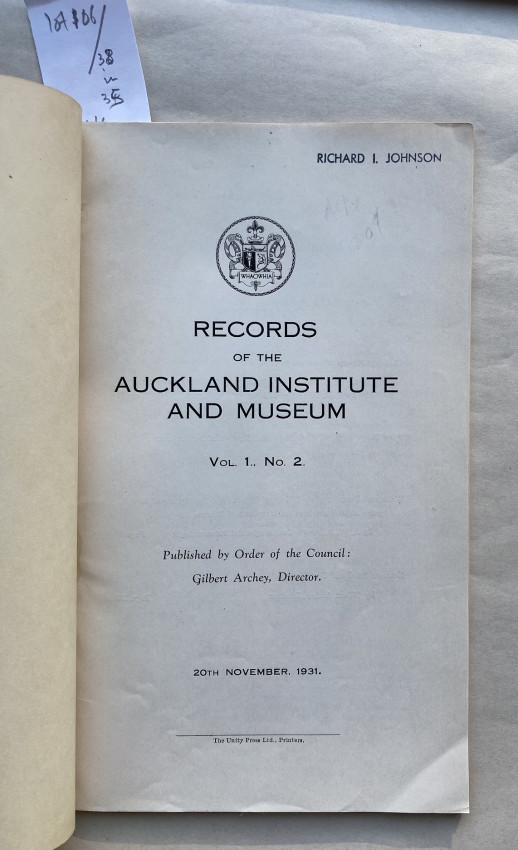 RICHARD I. JOHNSON
WHAOWHIA
RECORDS
OF THE
AUCKLAND INSTITUTE
AND MUSEUM
VOL. 1., No. 2.
Published by Order of the Council:
Gilbert Archey, Director.
20TH NOVEMBER, 1931.
The Unity Press Ltd., Printers.